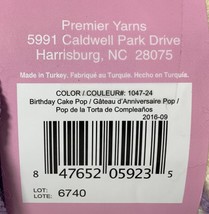 Premier Yarns
5991 Caldwell Park Drive
Harrisburg, NC 28075
Made in Turkey. Fabriqué au Turquie. Hecho en Turquía.
COLOR / COULEUR#: 1047-24
Birthday Cake Pop / Gâteau d'Anniversaire Pop /
Pop de la Torta de Compleaños
2016-09
8 47652 05923 5
LOT:
LOTE: 6740